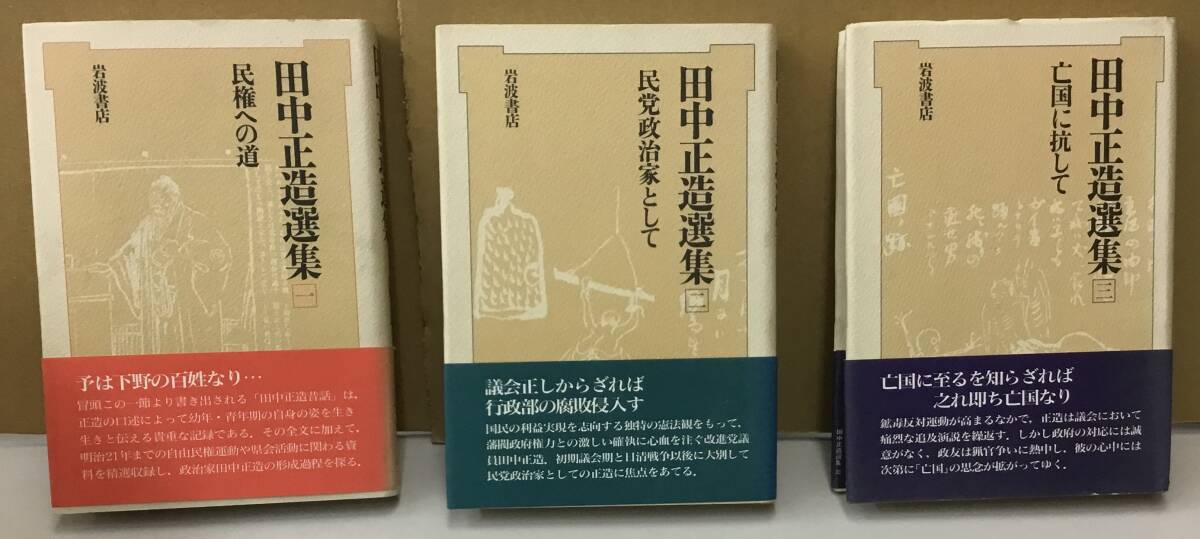 田中正造選集 一
民権への道
岩波書店
予は下野の百姓なり…
冒頭この一節より書き出される「田中正造昔話」は、
正造の口述によって幼年・青年期の自身の姿を生き
生きと伝える貴重な記録である。その全文に加えて、
明治21年までの自由民権運動や県会活動に関わる資
料を精選収録し、政治家田中正造の形成過程を探る。
田中正造選集 二
民党政治家として
岩波書店
議会正しからざれば
行政部の腐敗侵入す
国民の利益実現を志向する独特の憲法観をもって、
藩閥政府権力との激しい確執に心血を注ぐ改進党議
員田中正造。初期議会期と日清戦争以後に大別して
民党政治家としての正造に焦点をあてる。
田中正造選集 三
亡国に抗して
岩波書店
亡国に至るを知らざれば
之れ即ち亡国なり
鉱毒反対運動が高まるなかで、正造は議会において
痛烈な追及演説を繰返す。しかし政府の対応には誠
意がなく、政友は猟官争いに熱中し、彼の心中には
次第に「亡国」の思念が拡がってゆく。